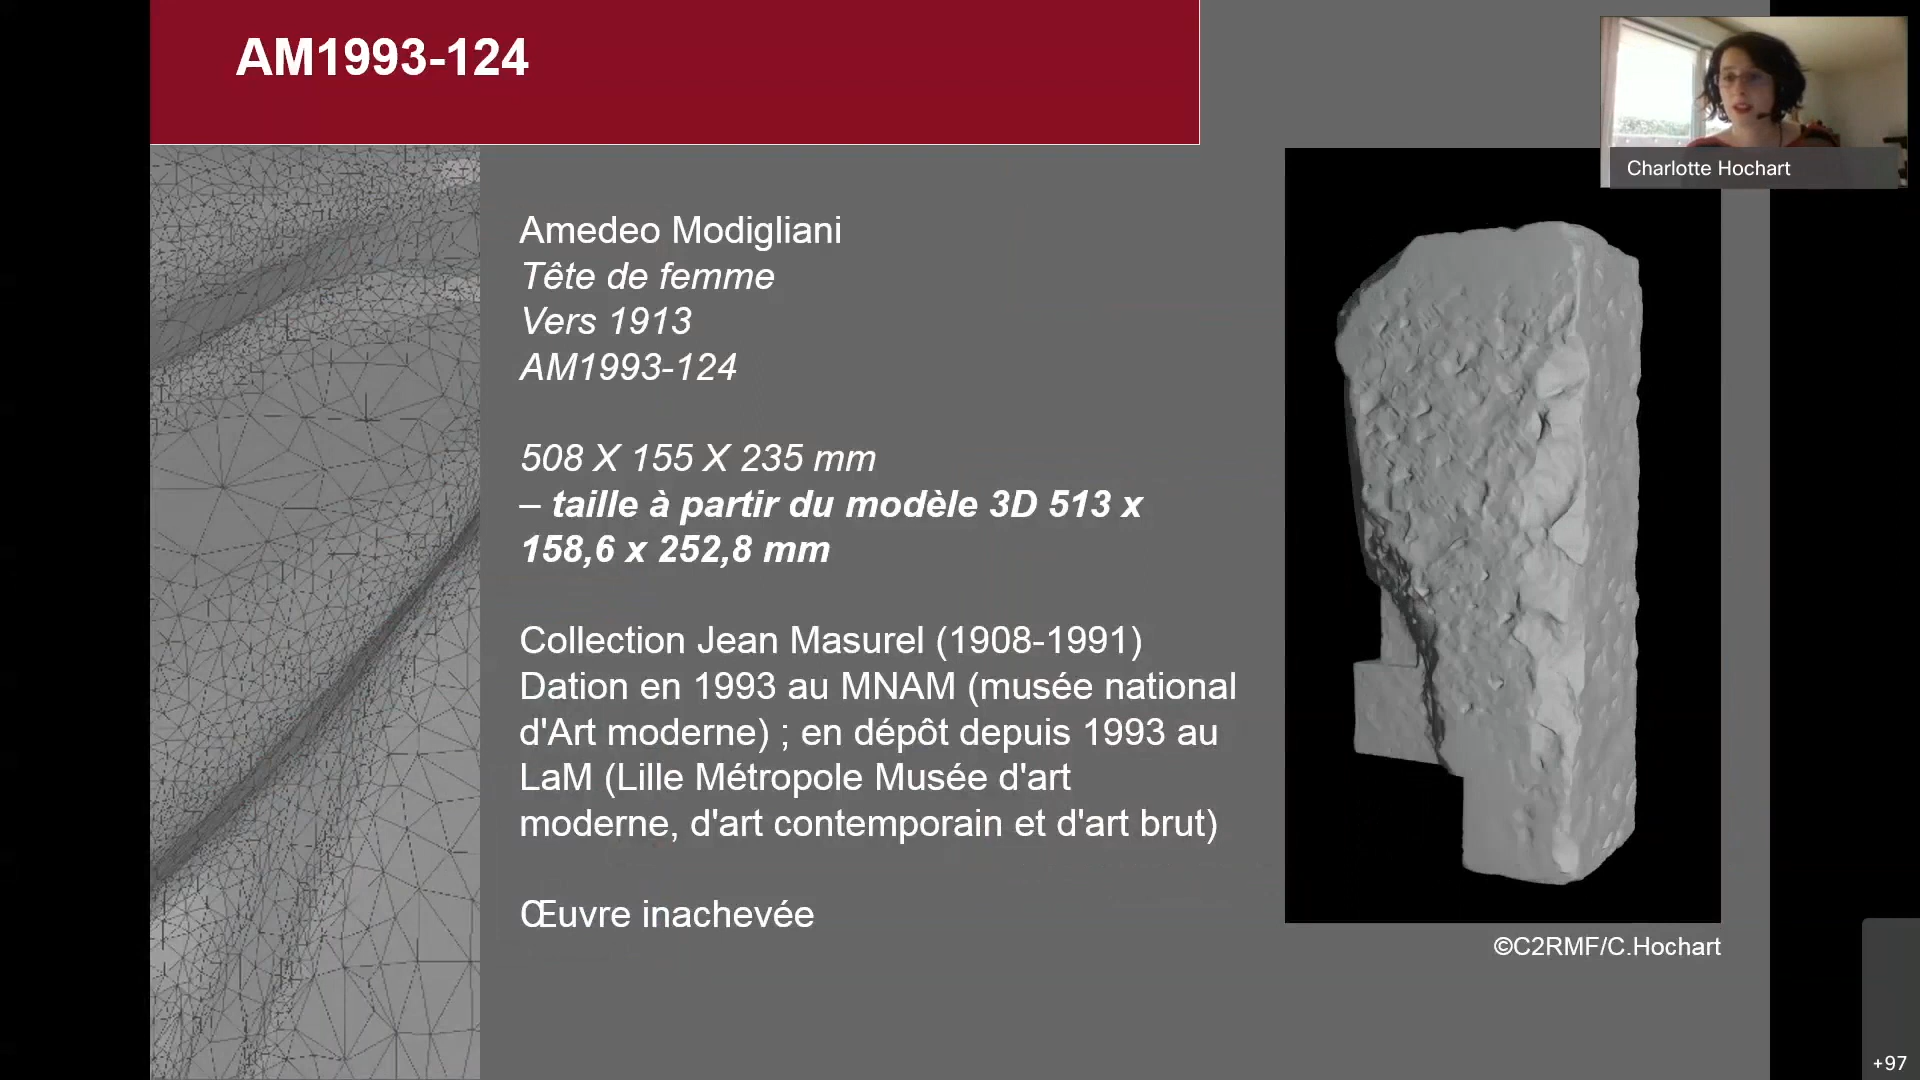 AM1993-124
Charlotte Hochart
Amedeo Modigliani
Tête de femme
Vers 1913
AM1993-124
508 X 155 X 235 mm
– taille à partir du modèle 3D 513 x
158,6 x 252,8 mm
Collection Jean Masurel (1908-1991)
Dation en 1993 au MNAM (musée national
d'Art moderne) ; en dépôt depuis 1993 au
LaM (Lille Métropole Musée d'art
moderne, d'art contemporain et d'art brut)
Œuvre inachevée
©C2RMF/C.Hochart
+97